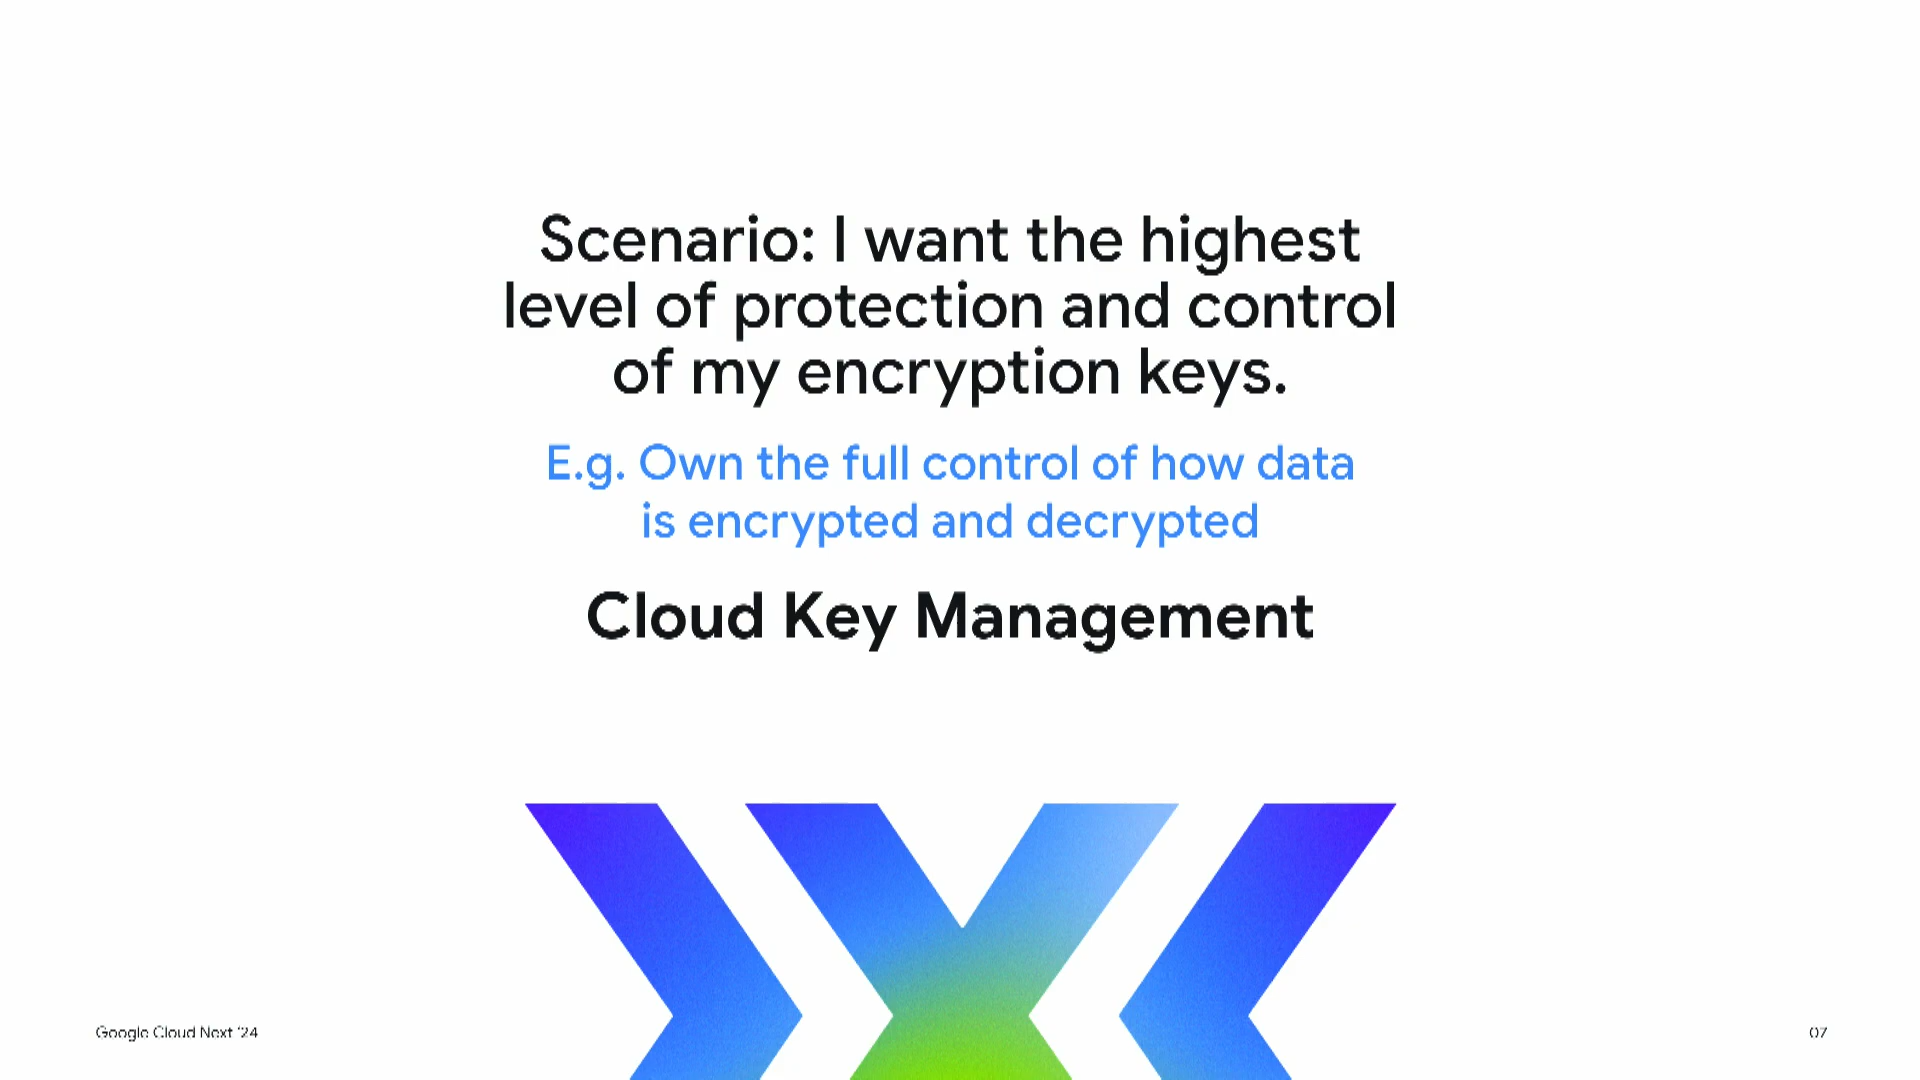 Scenario: I want the highest
level of protection and control
of my encryption keys.
E.g. Own the full control of how data
is encrypted and decrypted
Cloud Key Management
Google Cloud Next '24
07